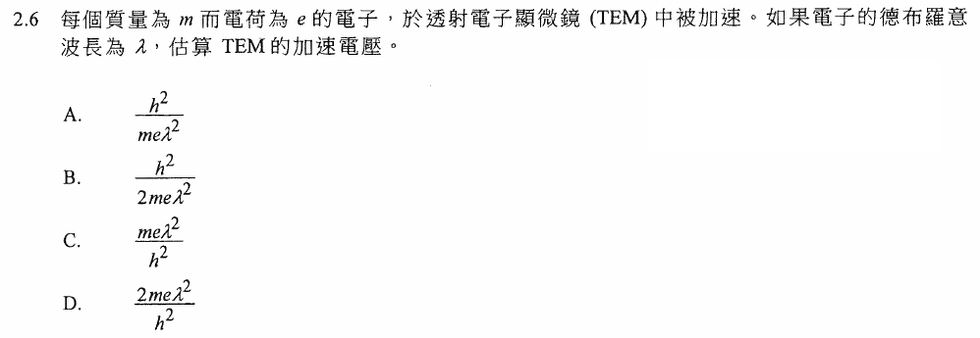 2.6 每個質量為 m 而電荷為 e 的電子，於透射電子顯微鏡 (TEM) 中被加速。如果電子的德布羅意
波長為 λ，估算 TEM 的加速電壓。
A. h²/meλ²
B. h²/2meλ²
C. meλ²/h²
D. 2meλ²/h²